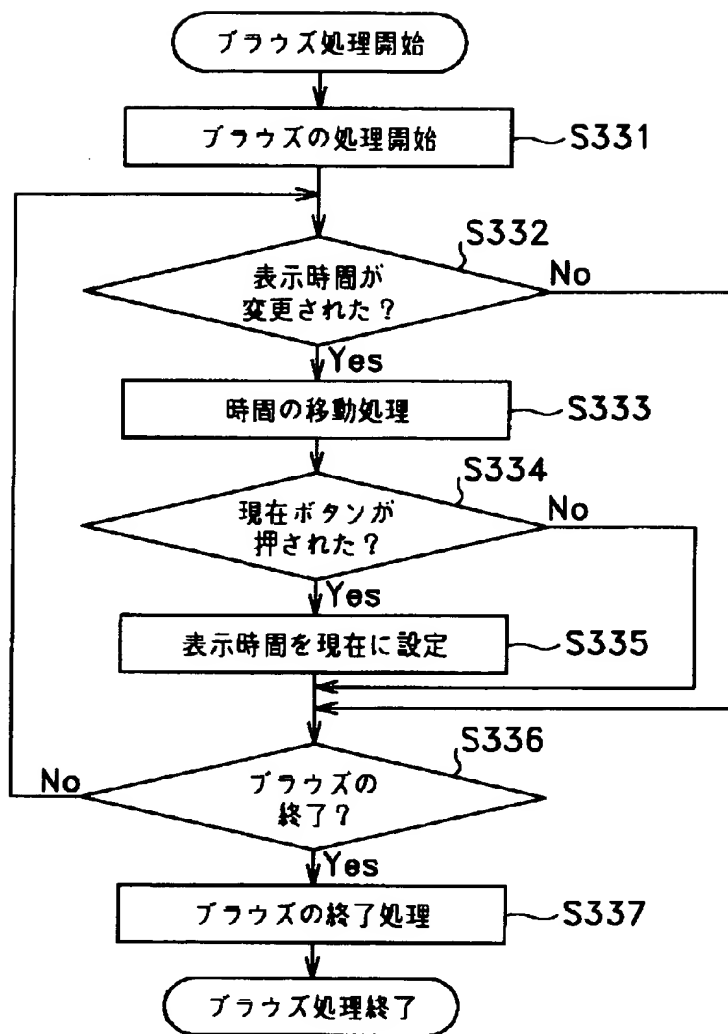 ブラウズ処理開始
ブラウズの処理開始
S331
S332
表示時間が
変更された?
No
Yes
時間の移動処理
S333
S334
現在ボタンが
押された?
No
Yes
表示時間を現在に設定
S335
S336
ブラウズの
終了?
No
Yes
ブラウズの終了処理
S337
ブラウズ処理終了